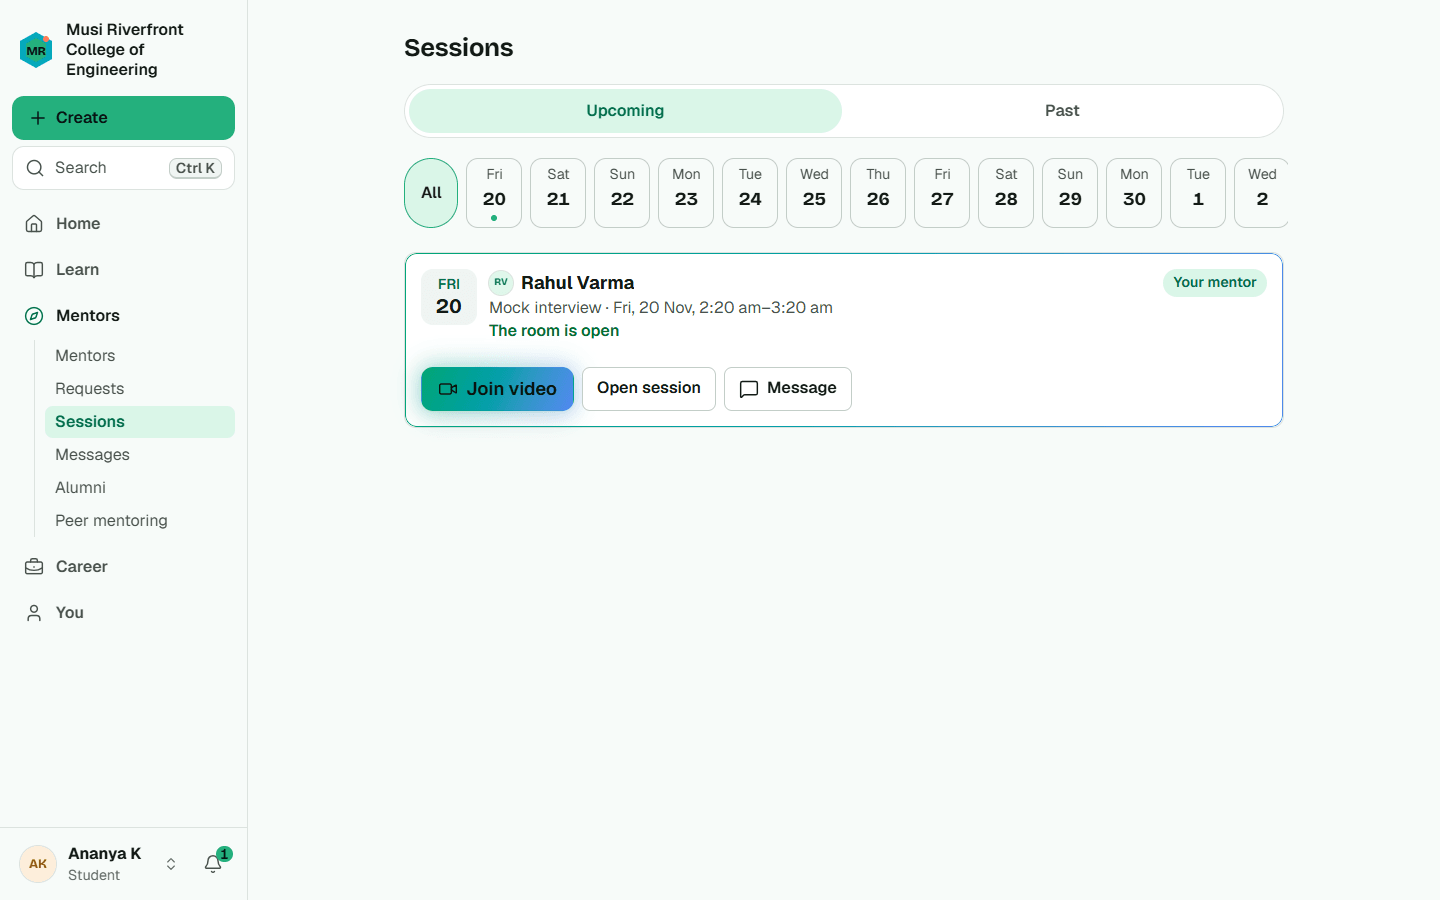 MR
Musi Riverfront
College of
Engineering
Create
Search Ctrl K
Home
Learn
Mentors
Mentors
Requests
Sessions
Messages
Alumni
Peer mentoring
Career
You
AK
Ananya K
Student
1
Sessions
Upcoming Past
All
Fri 20
Sat 21
Sun 22
Mon 23
Tue 24
Wed 25
Thu 26
Fri 27
Sat 28
Sun 29
Mon 30
Tue 1
Wed 2
FRI
20
RV Rahul Varma
Your mentor
Mock interview · Fri, 20 Nov, 2:20 am–3:20 am
The room is open
Join video Open session Message